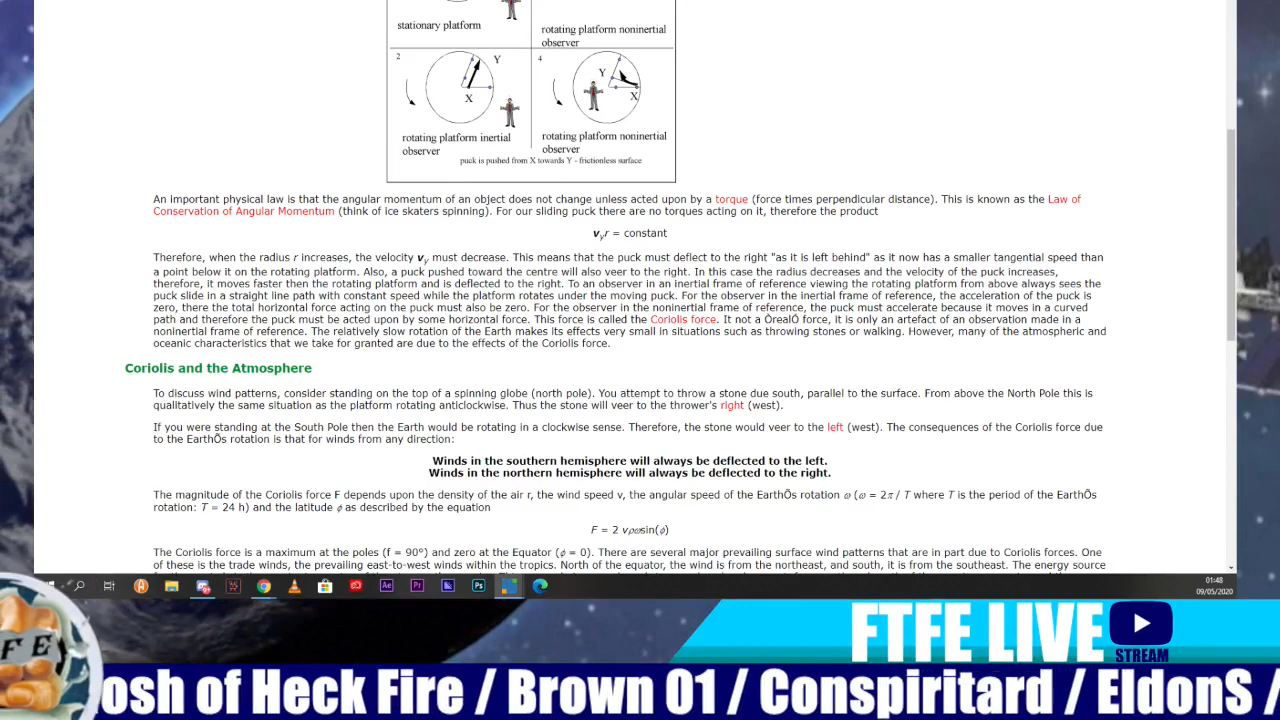 stationary platform
rotating platform noninertial
observer
2
Y
X
4
Y
X
rotating platform inertial
observer
rotating platform noninertial
observer
puck is pushed from X towards Y - frictionless surface
An important physical law is that the angular momentum of an object does not change unless acted upon by a torque (force times perpendicular distance). This is known as the Law of
Conservation of Angular Momentum (think of ice skaters spinning). For our sliding puck there are no torques acting on it, therefore the product
vyr = constant
Therefore, when the radius r increases, the velocity vy must decrease. This means that the puck must deflect to the right "as it is left behind" as it now has a smaller tangential speed than
a point below it on the rotating platform. Also, a puck pushed toward the centre will also veer to the right. In this case the radius decreases and the velocity of the puck increases,
therefore, it moves faster then the rotating platform and is deflected to the right. To an observer in an inertial frame of reference viewing the rotating platform from above always sees the
puck slide in a straight line path with constant speed while the platform rotates under the moving puck. For the observer in the inertial frame of reference, the acceleration of the puck is
zero, there the total horizontal force acting on the puck must also be zero. For the observer in the noninertial frame of reference, the puck must accelerate because it moves in a curved
path and therefore the puck must be acted upon by some horizontal force. This force is called the Coriolis force. It not a ÒrealÓ force, it is only an artefact of an observation made in a
noninertial frame of reference. The relatively slow rotation of the Earth makes its effects very small in situations such as throwing stones or walking. However, many of the atmospheric and
oceanic characteristics that we take for granted are due to the effects of the Coriolis force.
Coriolis and the Atmosphere
To discuss wind patterns, consider standing on the top of a spinning globe (north pole). You attempt to throw a stone due south, parallel to the surface. From above the North Pole this is
qualitatively the same situation as the platform rotating anticlockwise. Thus the stone will veer to the thrower's right (west).
If you were standing at the South Pole then the Earth would be rotating in a clockwise sense. Therefore, the stone would veer to the left (west). The consequences of the Coriolis force due
to the EarthÕs rotation is that for winds from any direction:
Winds in the southern hemisphere will always be deflected to the left.
Winds in the northern hemisphere will always be deflected to the right.
The magnitude of the Coriolis force F depends upon the density of the air r, the wind speed v, the angular speed of the EarthÕs rotation ω (ω = 2π / T where T is the period of the EarthÕs
rotation: T = 24 h) and the latitude φ as described by the equation
F = 2 vρωsin(φ)
The Coriolis force is a maximum at the poles (f = 90°) and zero at the Equator (φ = 0). There are several major prevailing surface wind patterns that are in part due to Coriolis forces. One
of these is the trade winds, the prevailing east-to-west winds within the tropics. North of the equator, the wind is from the northeast, and south, it is from the southeast. The energy source
Ae
Pr
Ps
01:48
09/05/2020
FTFE LIVE
STREAM
F E
osh of Heck Fire / Brown 01 / Conspiritard / EldonS /